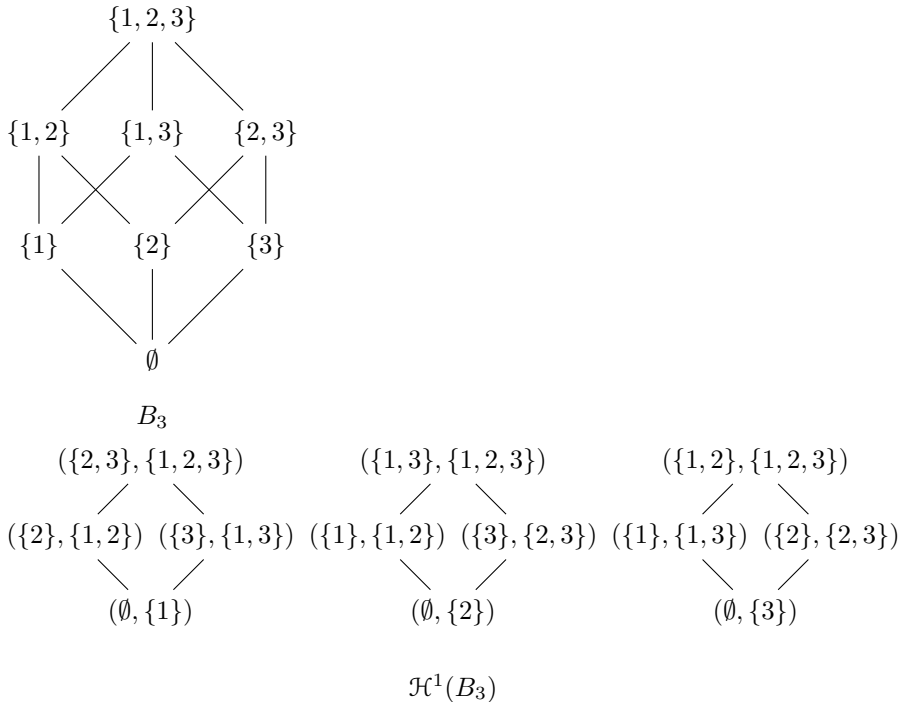 {1, 2, 3}
{1, 2} {1, 3} {2, 3}
{1} {2} {3}
∅
B₃
({2, 3}, {1, 2, 3}) ({1, 3}, {1, 2, 3}) ({1, 2}, {1, 2, 3})
({2}, {1, 2}) ({3}, {1, 3}) ({1}, {1, 2}) ({3}, {2, 3}) ({1}, {1, 3}) ({2}, {2, 3})
(∅, {1}) (∅, {2}) (∅, {3})
ℋ¹(B₃)